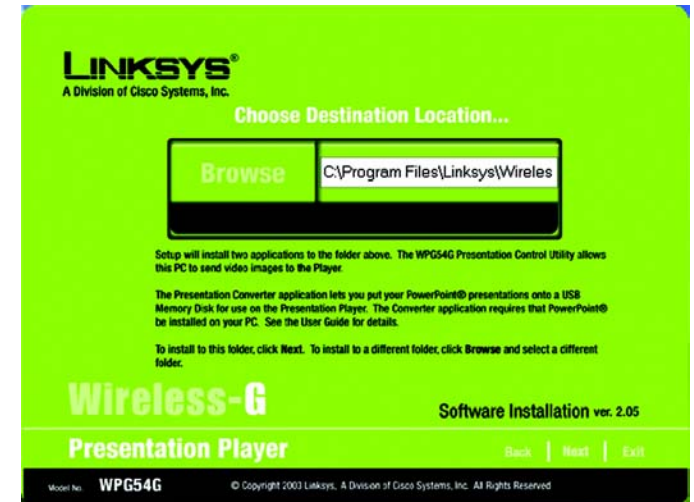 LINKSYS®
A Division of Cisco Systems, Inc.
Choose Destination Location...
Browse
C:\Program Files\Linksys\Wireles
Setup will install two applications to the folder above. The WPG54G Presentation Control Utility allows
this PC to send video images to the Player.
The Presentation Converter application lets you put your PowerPoint® presentations onto a USB
Memory Disk for use on the Presentation Player. The Converter application requires that PowerPoint®
be installed on your PC. See the User Guide for details.
To install to this folder, click Next. To install to a different folder, click Browse and select a different
folder.
Wireless-G
Software Installation ver. 2.05
Presentation Player
Back | Next | Exit
Model No. WPG54G
© Copyright 2003 Linksys, A Division of Cisco Systems, Inc. All Rights Reserved